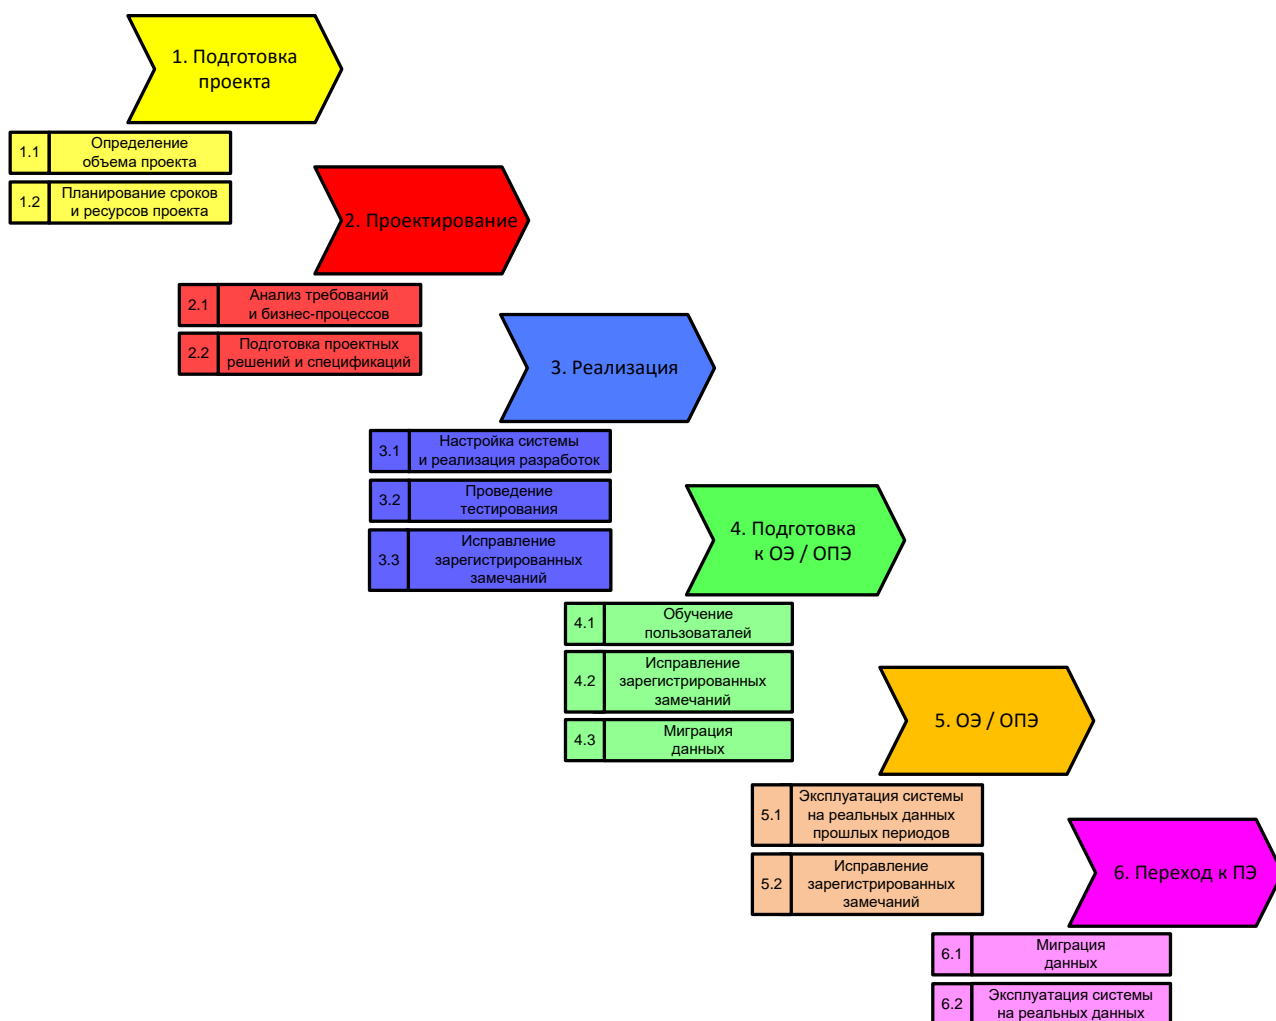 1. Подготовка
проекта
1.1
Определение
объема проекта
1.2
Планирование сроков
и ресурсов проекта
2. Проектирование
2.1
Анализ требований
и бизнес-процессов
2.2
Подготовка проектных
решений и спецификаций
3. Реализация
3.1
Настройка системы
и реализация разработок
3.2
Проведение
тестирования
3.3
Исправление
зарегистрированных
замечаний
4. Подготовка
к ОЭ / ОПЭ
4.1
Обучение
пользоваталей
4.2
Исправление
зарегистрированных
замечаний
4.3
Миграция
данных
5. ОЭ / ОПЭ
5.1
Эксплуатация системы
на реальных данных
прошлых периодов
5.2
Исправление
зарегистрированных
замечаний
6. Переход к ПЭ
6.1
Миграция
данных
6.2
Эксплуатация системы
на реальных данных